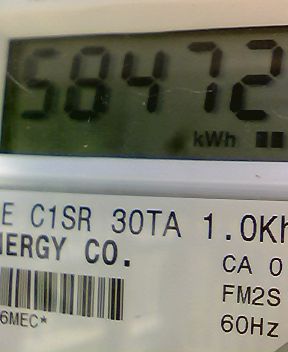 58472
kWh
E C1SR 30TA 1.0Kh
NERGY CO.
CA 0
FM2S
6MEC*
60Hz